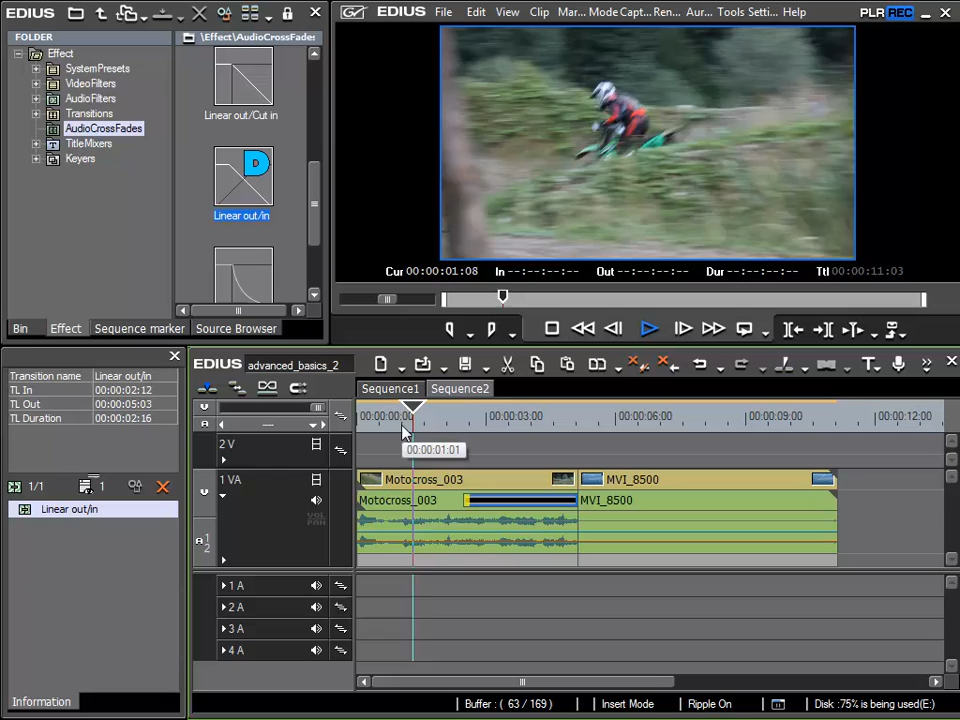 EDIUS
EDIUS File Edit View Clip Mar... Mode Capt... Ren... Aur... Tools Setti... Help PLR REC
FOLDER
\Effect\AudioCrossFades
Effect
SystemPresets
VideoFilters
AudioFilters
Transitions
AudioCrossFades
TitleMixers
Keyers
Linear out/Cut in
D
Linear out/in
Bin Effect Sequence marker Source Browser
Cur 00:00:01:08 In --:--:--:-- Out --:--:--:-- Dur --:--:--:-- Ttl 00:00:11:03
Transition name Linear out/in
TL In 00:00:02:12
TL Out 00:00:05:03
TL Duration 00:00:02:16
1/1 1
Linear out/in
Information
EDIUS advanced_basics_2
Sequence1 Sequence2
00:00:00:00 00:00:03:00 00:00:06:00 00:00:09:00 00:00:12:00
00:00:01:01
2 V
1 VA
Motocross_003 MVI_8500
Motocross_003 MVI_8500
VOL
PAN
A 1
2
1 A
2 A
3 A
4 A
Buffer : ( 63 / 169 ) Insert Mode Ripple On Disk :75% is being used(E:)